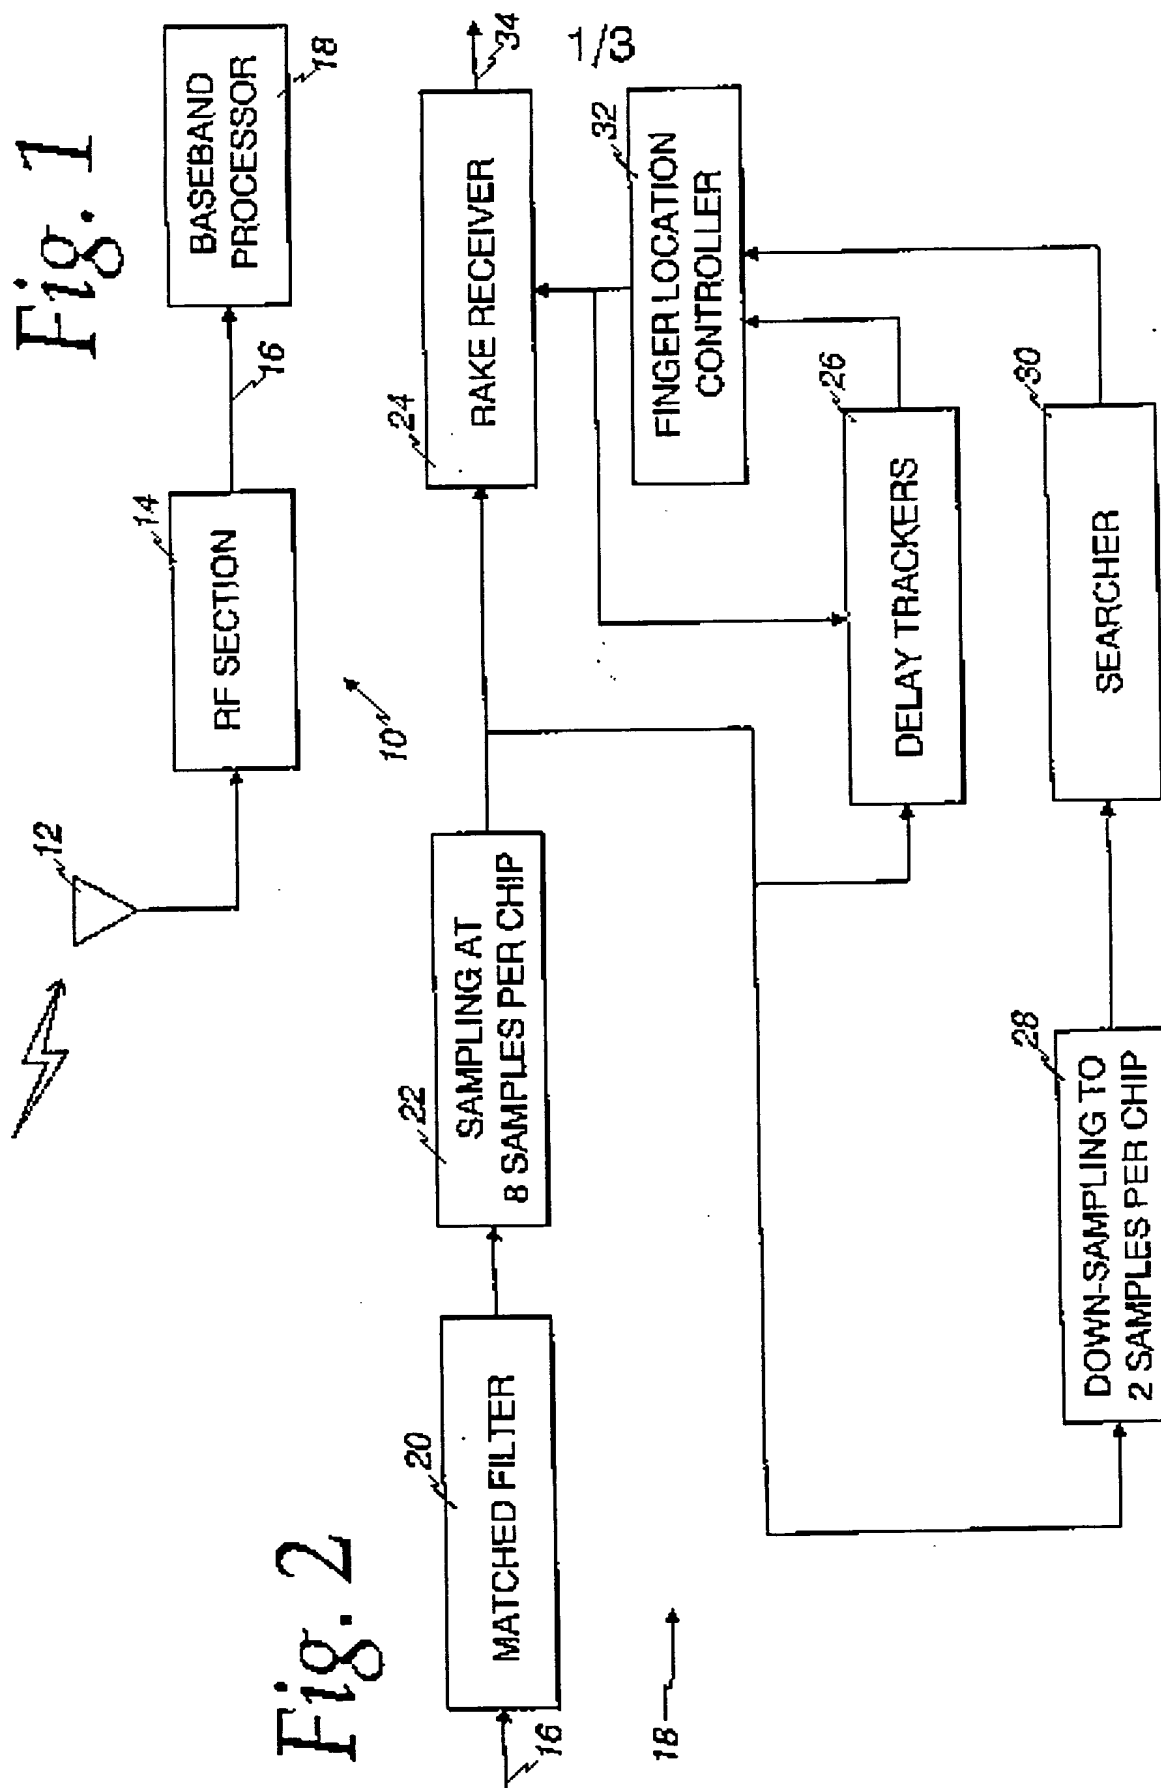 1/3
Fig. 1
12
14
RF SECTION
16
BASEBAND
PROCESSOR
18
10
Fig. 2
16
20
MATCHED FILTER
22
SAMPLING AT
8 SAMPLES PER CHIP
24
RAKE RECEIVER
34
32
FINGER LOCATION
CONTROLLER
26
DELAY TRACKERS
28
DOWN-SAMPLING TO
2 SAMPLES PER CHIP
30
SEARCHER
18